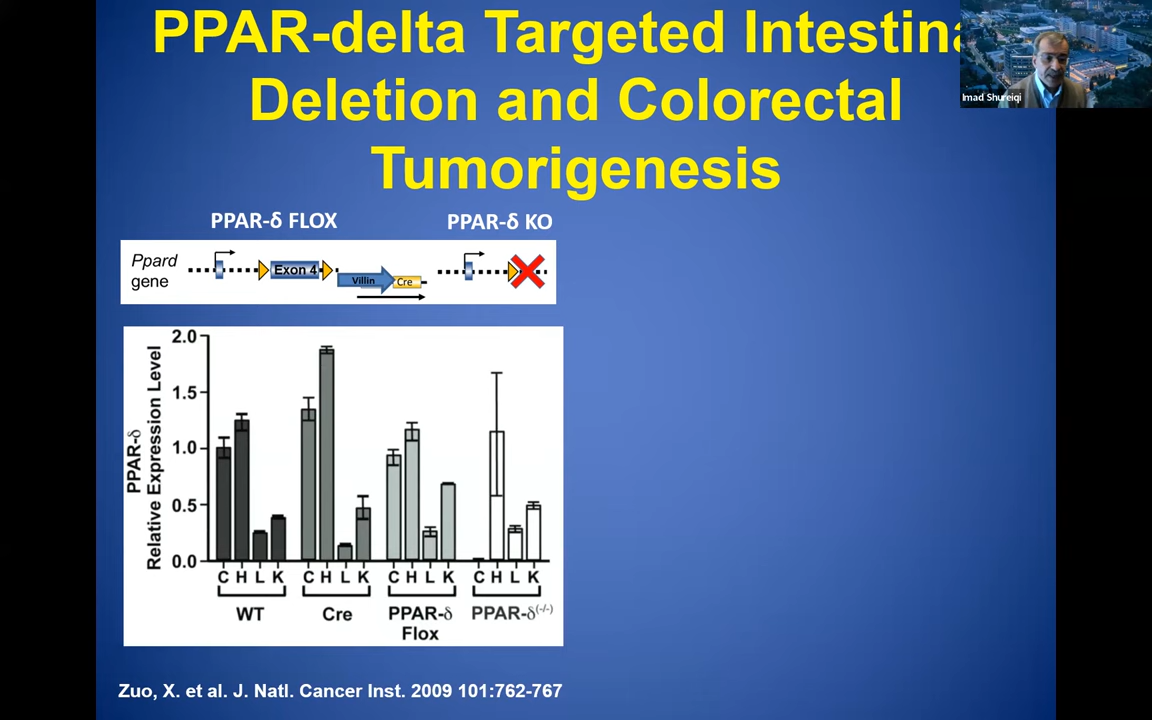 PPAR-delta Targeted Intestina
Deletion and Colorectal
Tumorigenesis
Imad Shureiqi
PPAR-δ FLOX
PPAR-δ KO
Ppard
gene
Exon 4
Villin
Cre
PPAR-δ
Relative Expression Level
2.0
1.5
1.0
0.5
0.0
C H L K C H L K C H L K C H L K
WT Cre PPAR-δ PPAR-δ(-/-)
Flox
Zuo, X. et al. J. Natl. Cancer Inst. 2009 101:762-767